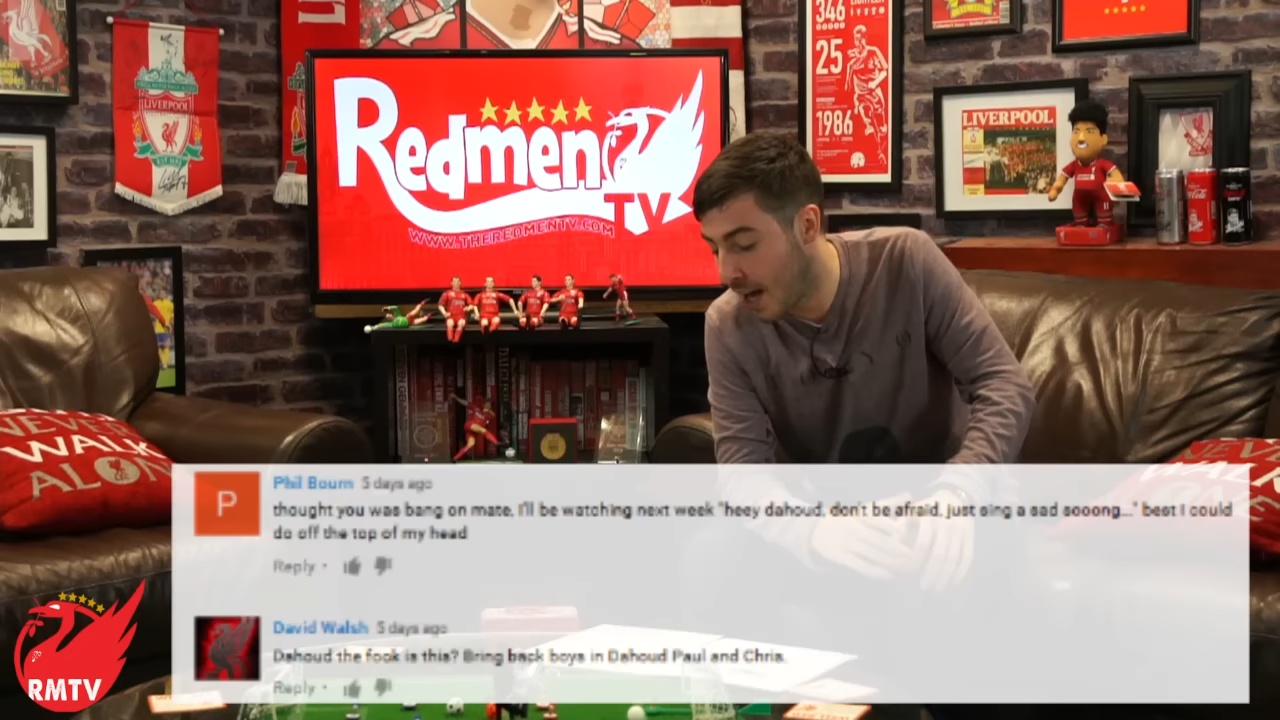 346
25
1986
LIVERPOOL
LIVERPOOL
Redmen
TV
WWW.THEREDMENTV.COM
NEVER
WALK
ALON
Phil Bourn 5 days ago
thought you was bang on mate, I'll be watching next week "heey dahoud, don't be afraid, just sing a sad sooong..." best I could
do off the top of my head
Reply
David Walsh 5 days ago
Dahoud the fook is this? Bring back boys in Dahoud Paul and Chris.
Reply
P
RMTV